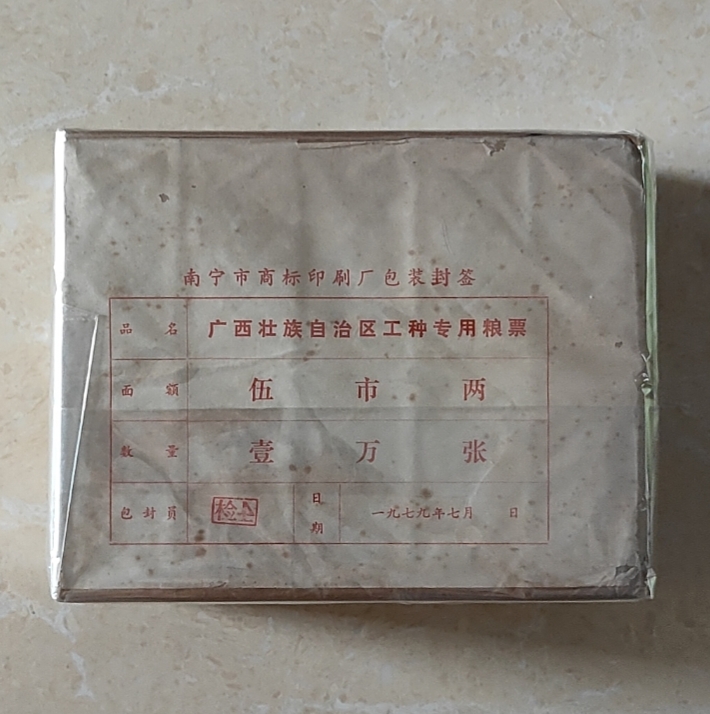 南宁市商标印刷厂包装封签
品名 广西壮族自治区工种专用粮票
面额 伍市两
数量 壹万张
包封員 检 日期 一九七九年七月 日